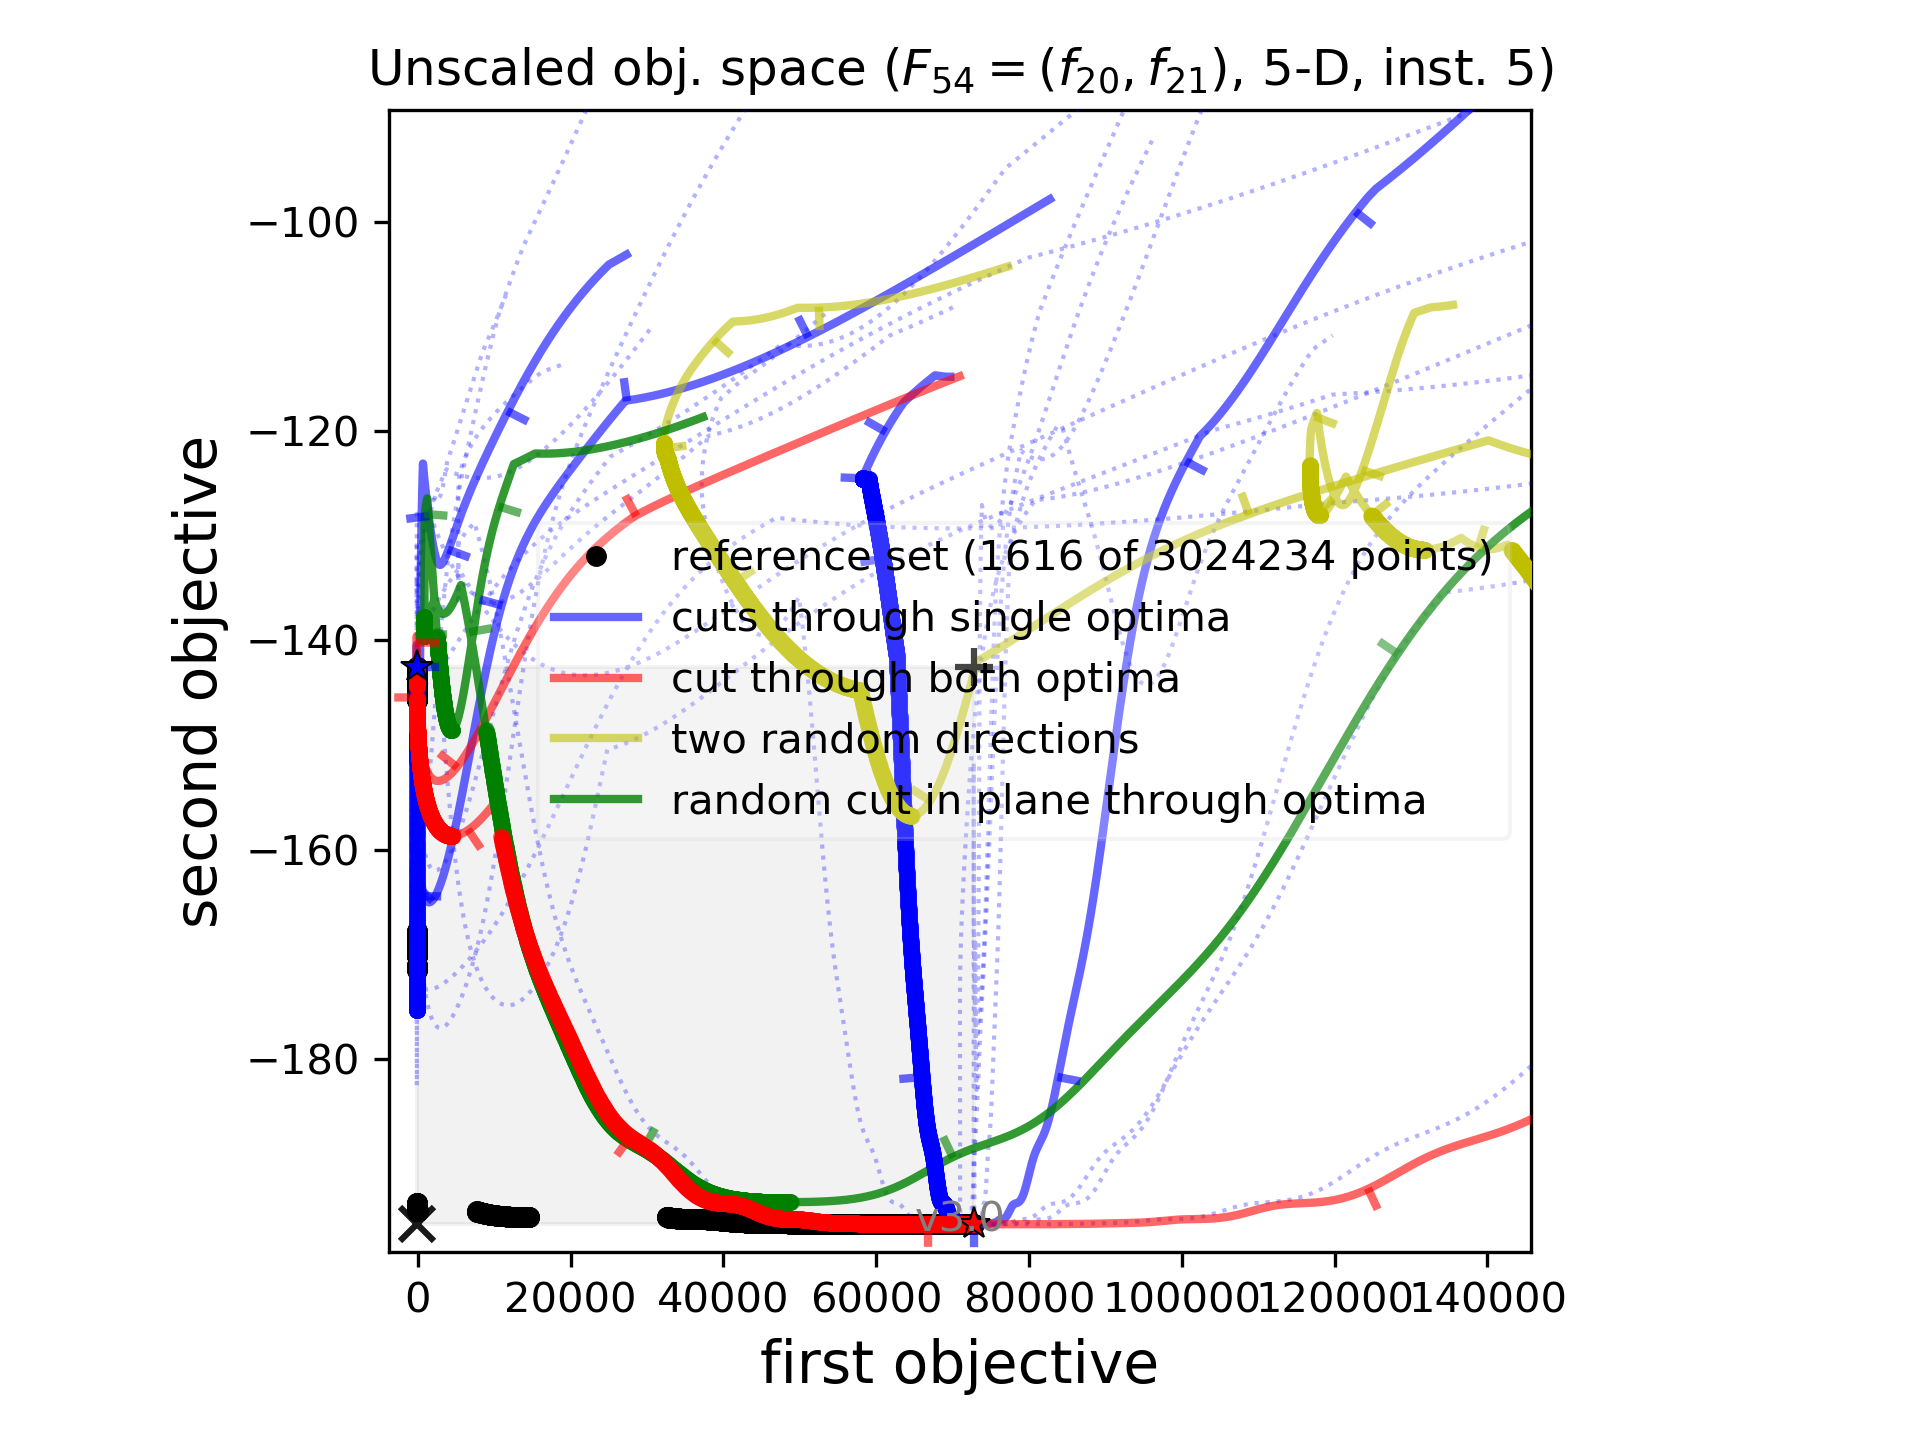 Unscaled obj. space (F54 = (f20, f21), 5-D, inst. 5)
−100
−120
−140
−160
−180
second objective
reference set (1616 of 3024234 points)
cuts through single optima
cut through both optima
two random directions
random cut in plane through optima
v3.0
0 20000 40000 60000 80000 100000 120000 140000
first objective